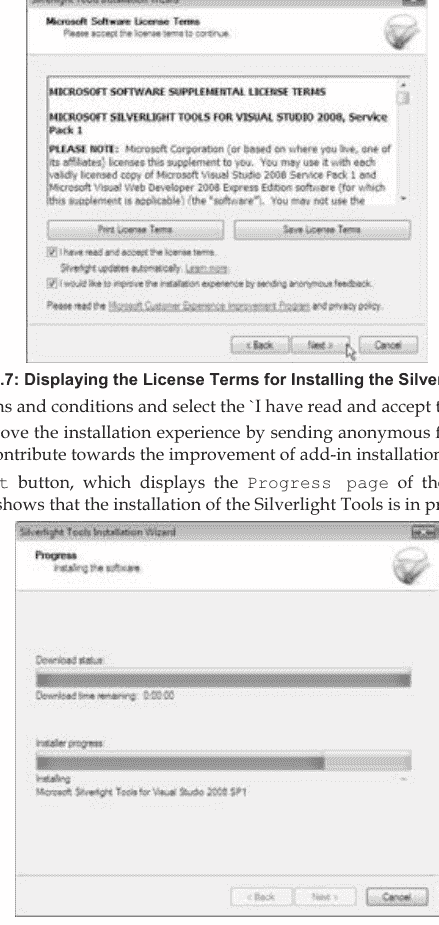 Silverlight Tools Installation Wizard
Microsoft Software License Terms
Please accept the license terms to continue.
MICROSOFT SOFTWARE SUPPLEMENTAL LICENSE TERMS
MICROSOFT SILVERLIGHT TOOLS FOR VISUAL STUDIO 2008, Service
Pack 1
PLEASE NOTE: Microsoft Corporation (or based on where you live, one of
its affiliates) licenses this supplement to you. You may use it with each
validly licensed copy of Microsoft Visual Studio 2008 Service Pack 1 and
Microsoft Visual Web Developer 2008 Express Edition software (for which
this supplement is applicable) (the "software"). You may not use the
Print License Terms
Save License Terms
I have read and accept the license terms.
Silverlight updates automatically. Learn more.
I would like to improve the installation experience by sending anonymous feedback.
Please read the Microsoft Customer Experience Improvement Program and privacy policy.
< Back
Next >
Cancel
.7: Displaying the License Terms for Installing the Silver
ns and conditions and select the `I have read and accept t
ove the installation experience by sending anonymous f
ontribute towards the improvement of add-in installation
t button, which displays the Progress page of the
shows that the installation of the Silverlight Tools is in pr
Silverlight Tools Installation Wizard
Progress
Installing the software.
Download status:
Download time remaining: 0:00:00
Installer progress:
Installing
Microsoft Silverlight Tools for Visual Studio 2008 SP1
< Back
Next >
Cancel